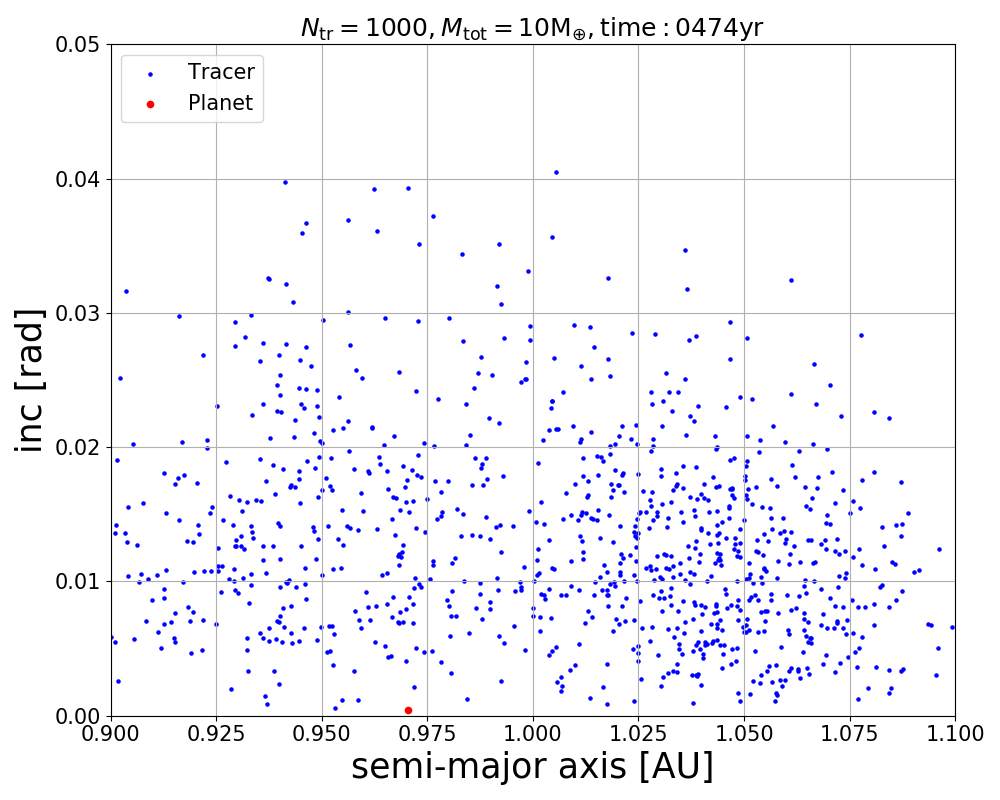 N_tr = 1000, M_tot = 10M_⊕, time : 0474yr
0.05
Tracer
Planet
0.04
0.03
inc [rad]
0.02
0.01
0.00
0.900 0.925 0.950 0.975 1.000 1.025 1.050 1.075 1.100
semi-major axis [AU]